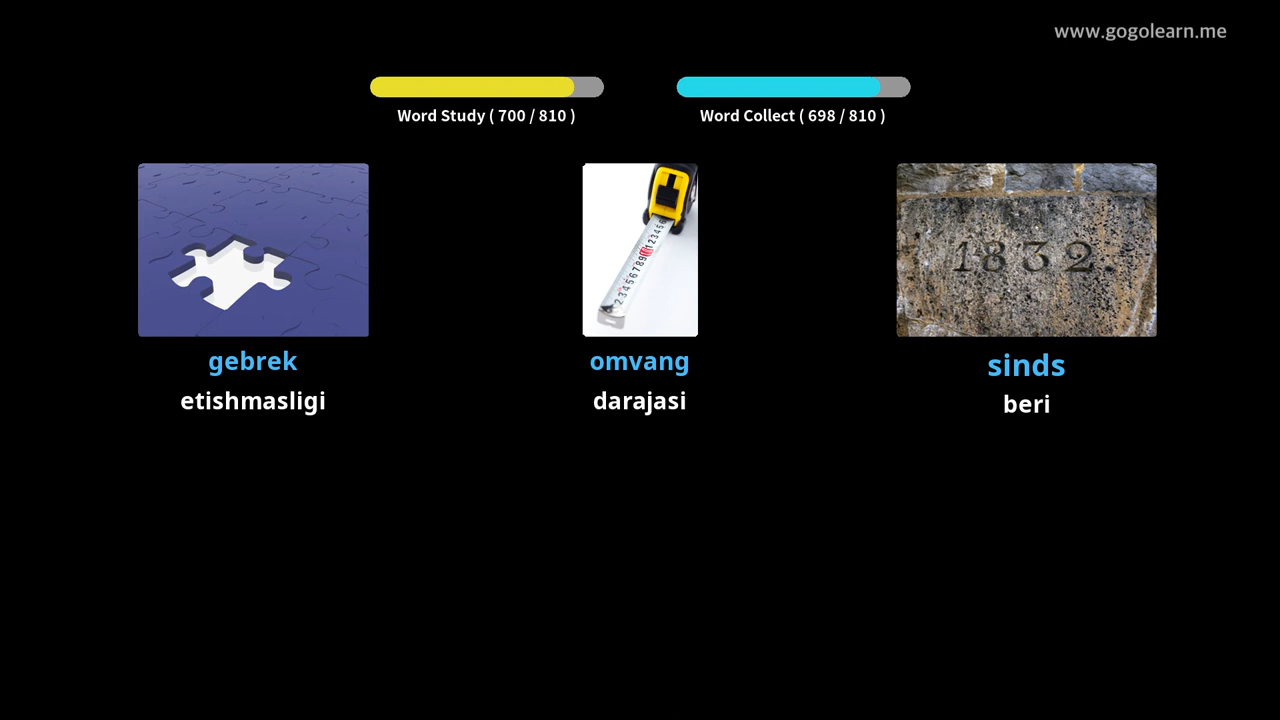 www.gogolearn.me
Word Study ( 700 / 810 )
Word Collect ( 698 / 810 )
1832.
gebrek
omvang
sinds
etishmasligi
darajasi
beri